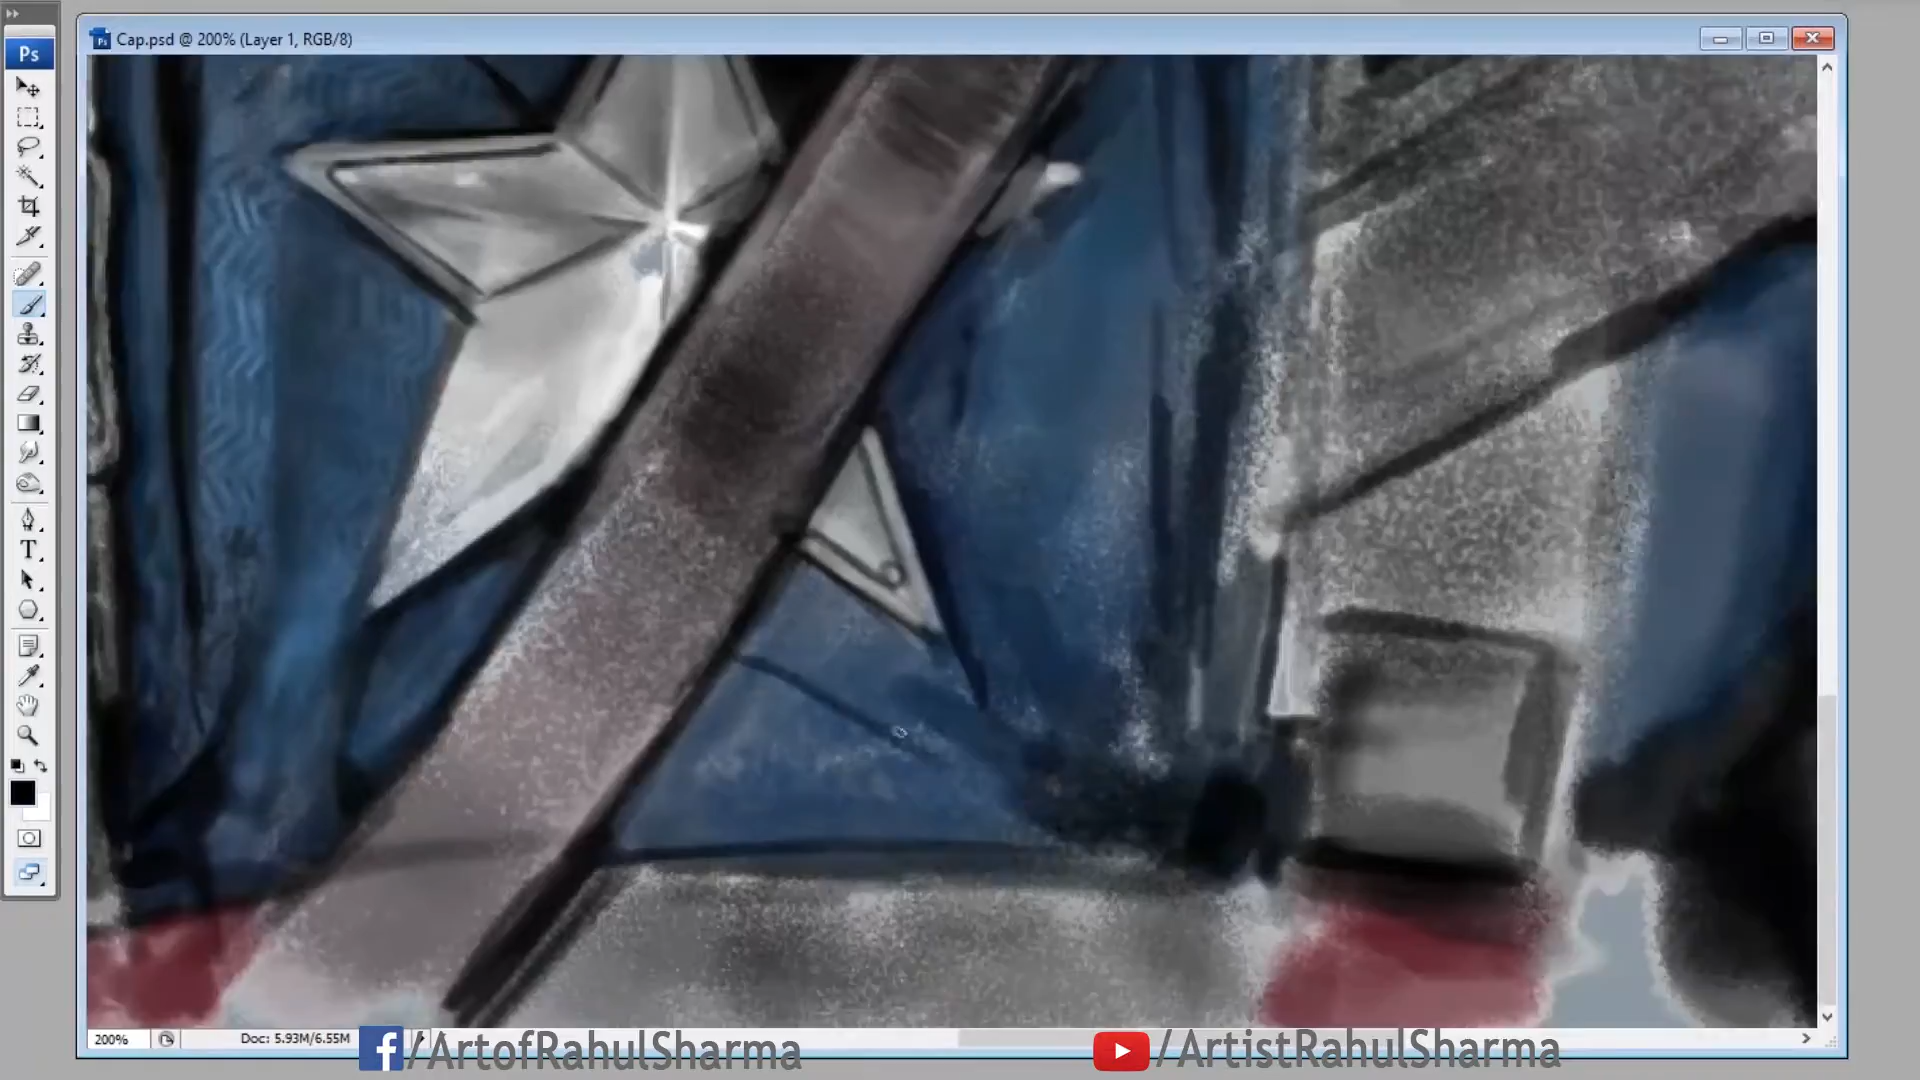 Ps
Cap.psd @ 200% (Layer 1, RGB/8)
T
200%
Doc: 5.93M/6.55M
/ArtofRahulSharma
/ArtistRahulSharma